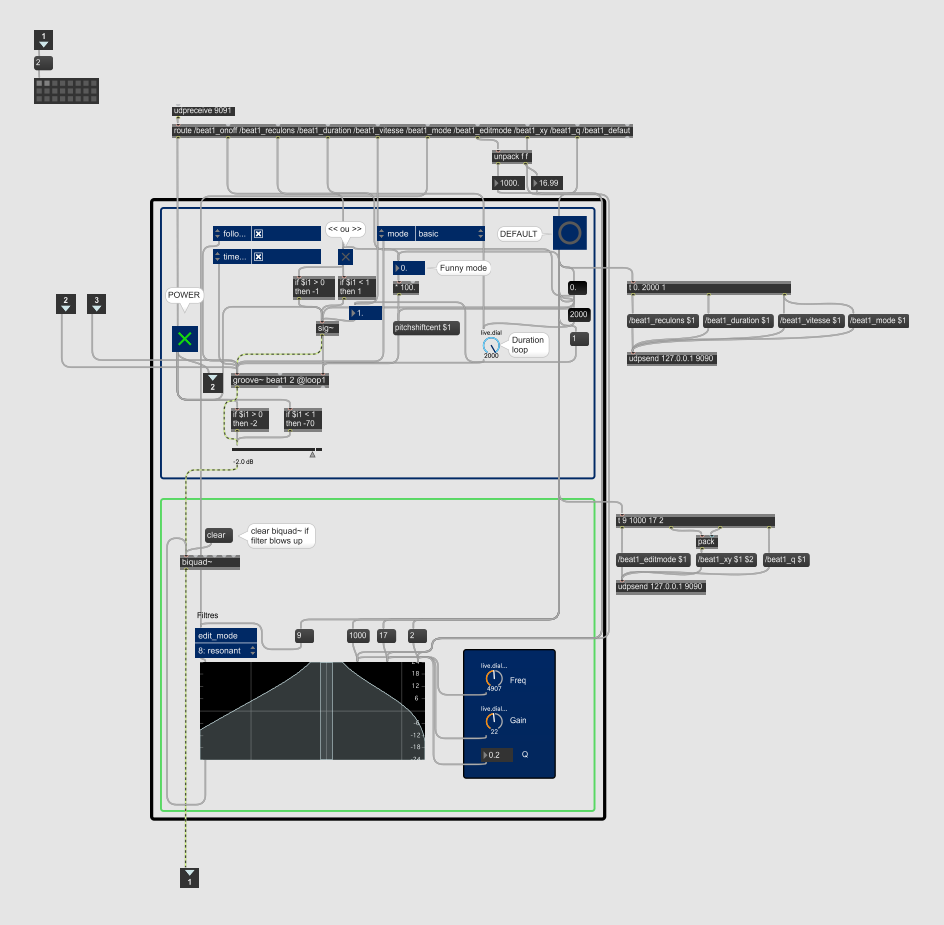 1
2
udpreceive 9091
route /beat1_onoff /beat1_reculons /beat1_duration /beat1_vitesse /beat1_mode /beat1_editmode /beat1_xy /beat1_q /beat1_defaut
unpack f f
1000.
16.99
follo...
<< ou >>
mode
basic
DEFAULT
time...
0.
Funny mode
if $i1 > 0
then -1
if $i1 < 1
then 1
* 100.
0.
t 0. 2000 1
2
3
POWER
1.
2000
sig~
pitchshiftcent $1
/beat1_reculons $1
/beat1_duration $1
/beat1_vitesse $1
/beat1_mode $1
live.dial
Duration
loop
1
2000
udpsend 127.0.0.1 9090
2
groove~ beat1 2 @loop1
if $i1 > 0
then -2
if $i1 < 1
then -70
-2.0 dB
t 9 1000 17 2
clear
clear biquad~ if
filter blows up
pack
biquad~
/beat1_editmode $1
/beat1_xy $1 $2
/beat1_q $1
udpsend 127.0.0.1 9090
Filtres
edit_mode
9
1000
17
2
8: resonant
24
18
6
-6
-12
-18
-24
live.dial...
Freq
4907
live.dial...
Gain
22
0.2
Q
1